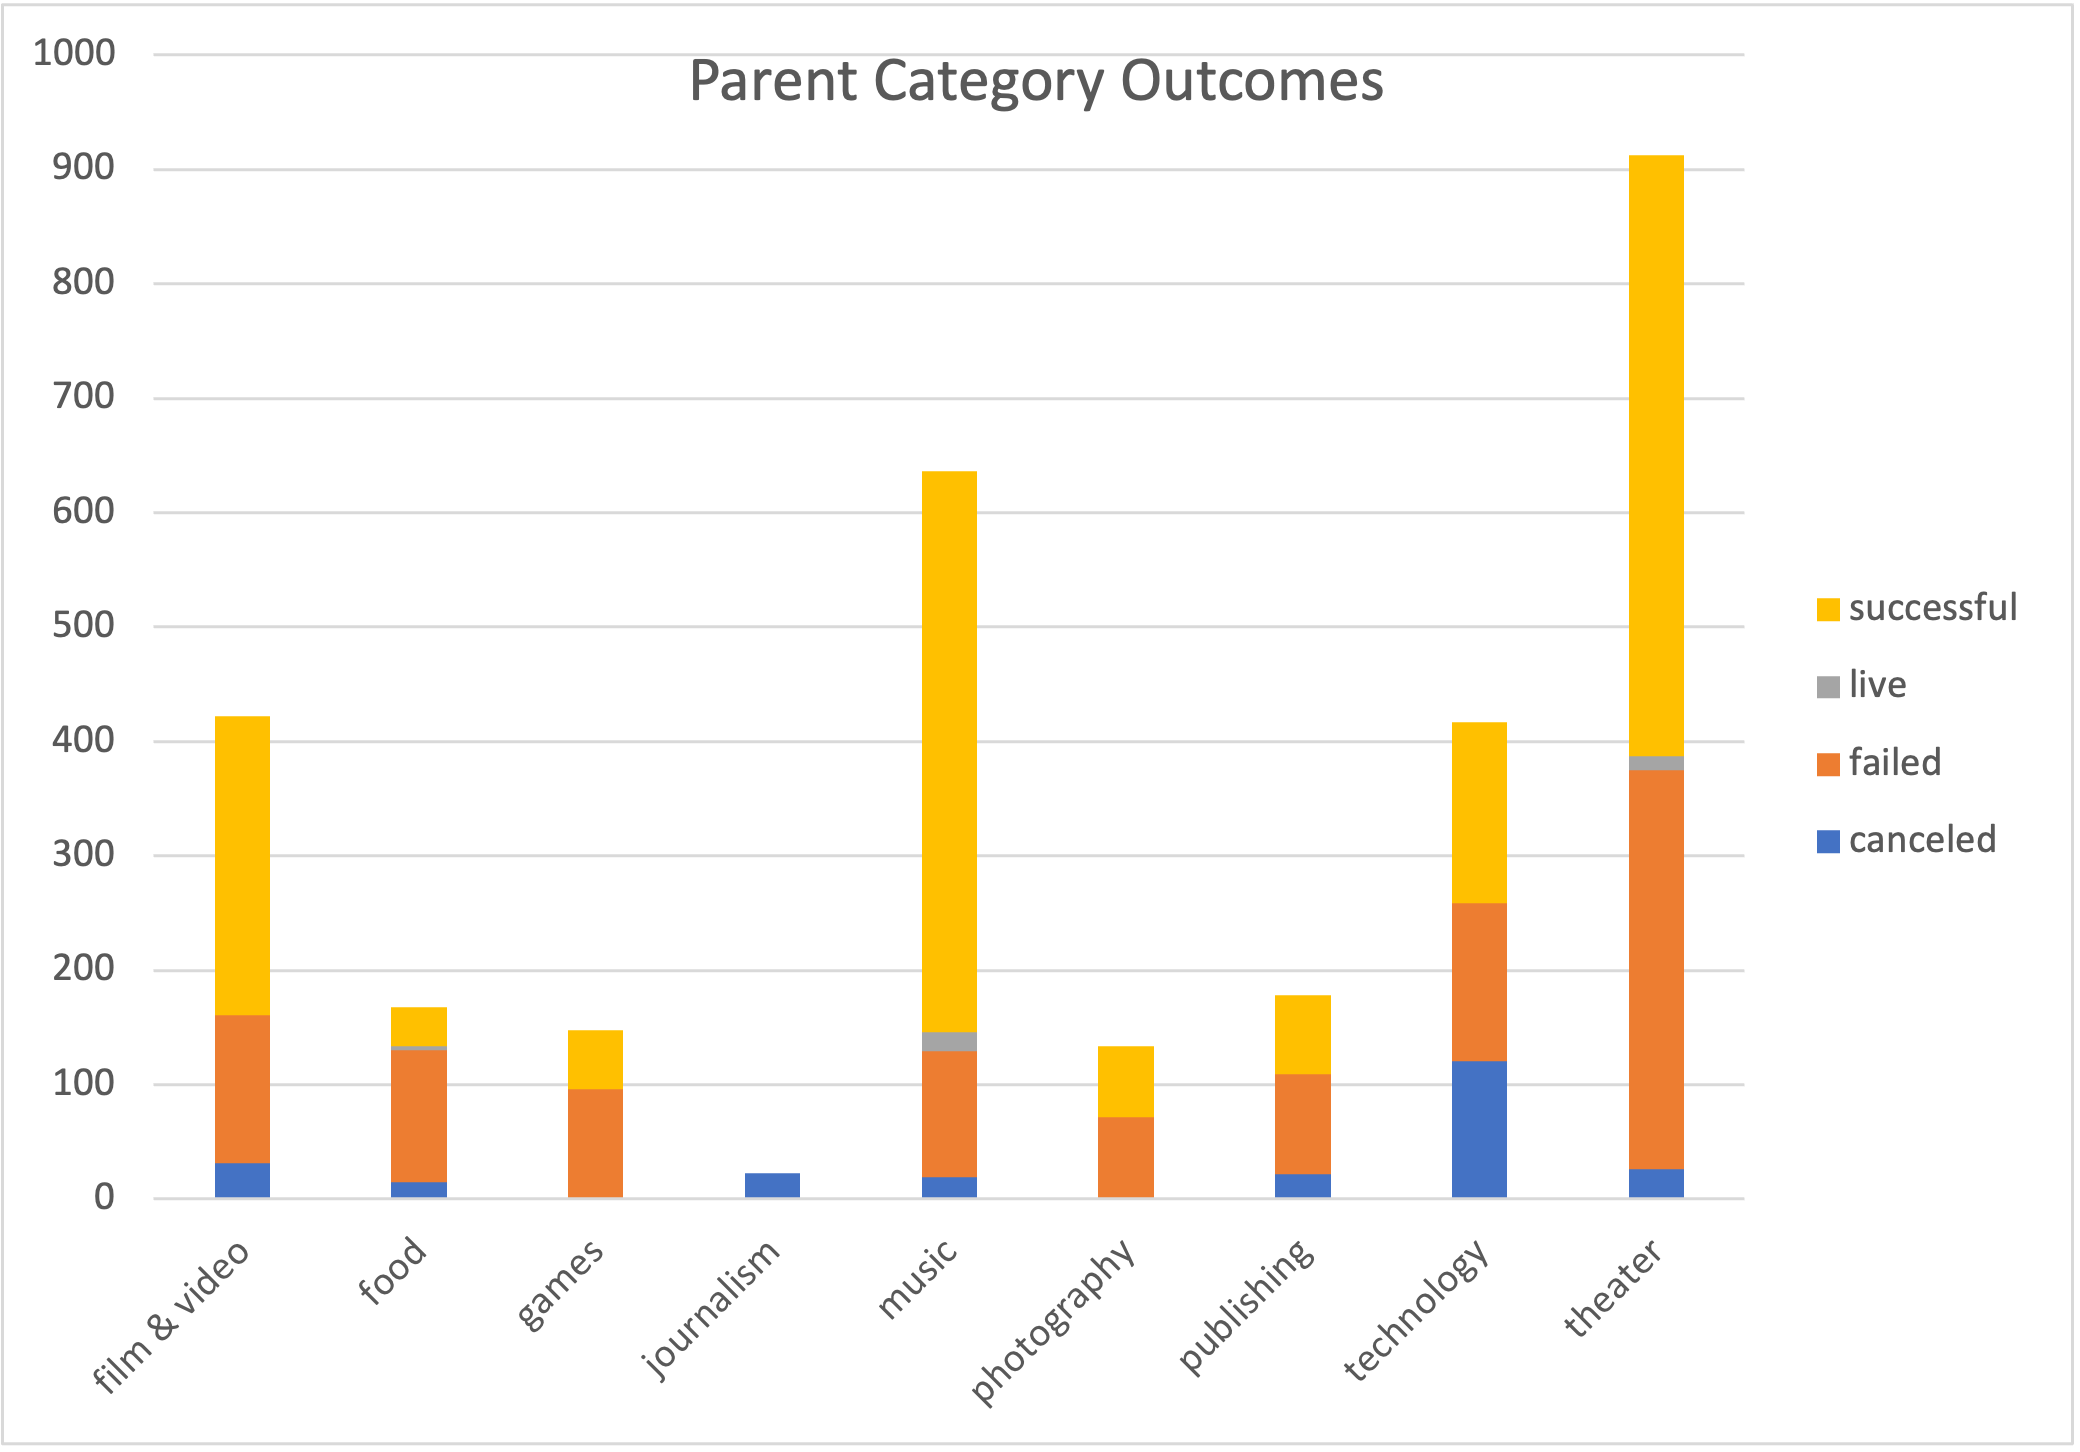 Parent Category Outcomes
1000
900
800
700
600
500
400
300
200
100
0
film & video
food
games
journalism
music
photography
publishing
technology
theater
successful
live
failed
canceled